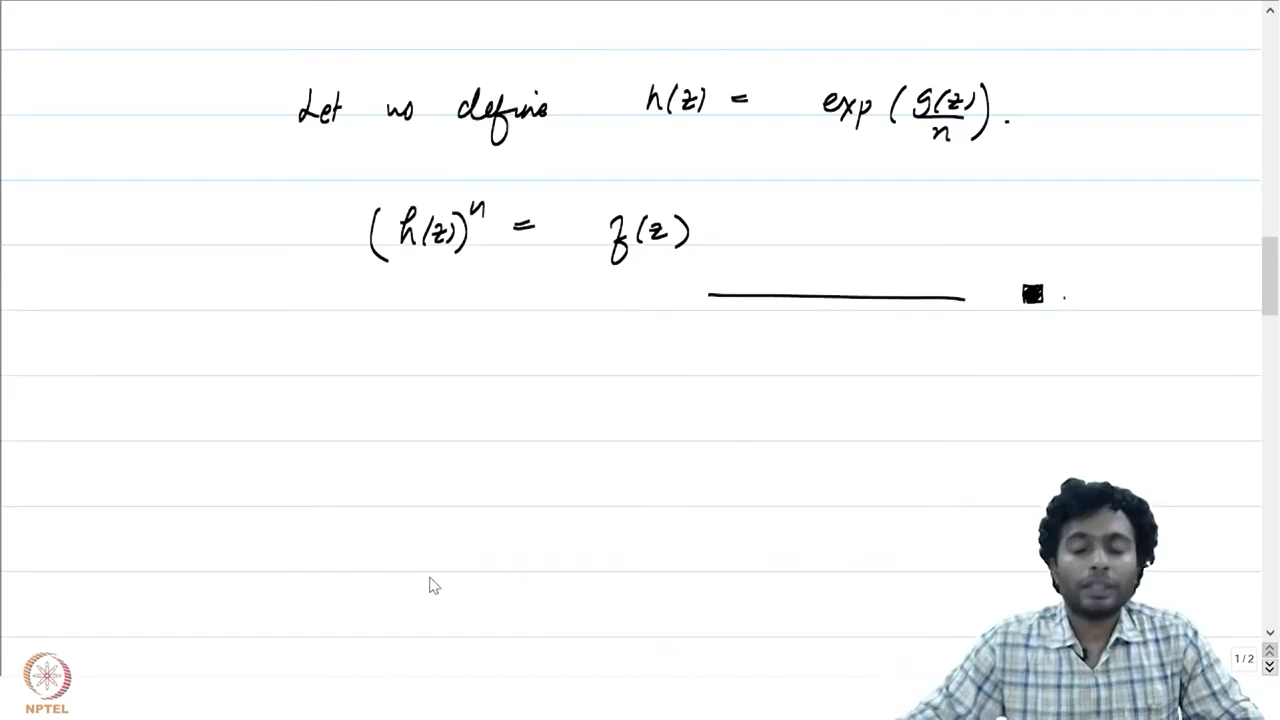 Let us define h(z) = exp(g(z)/n).
(h(z))^n = f(z)
1/2
NPTEL